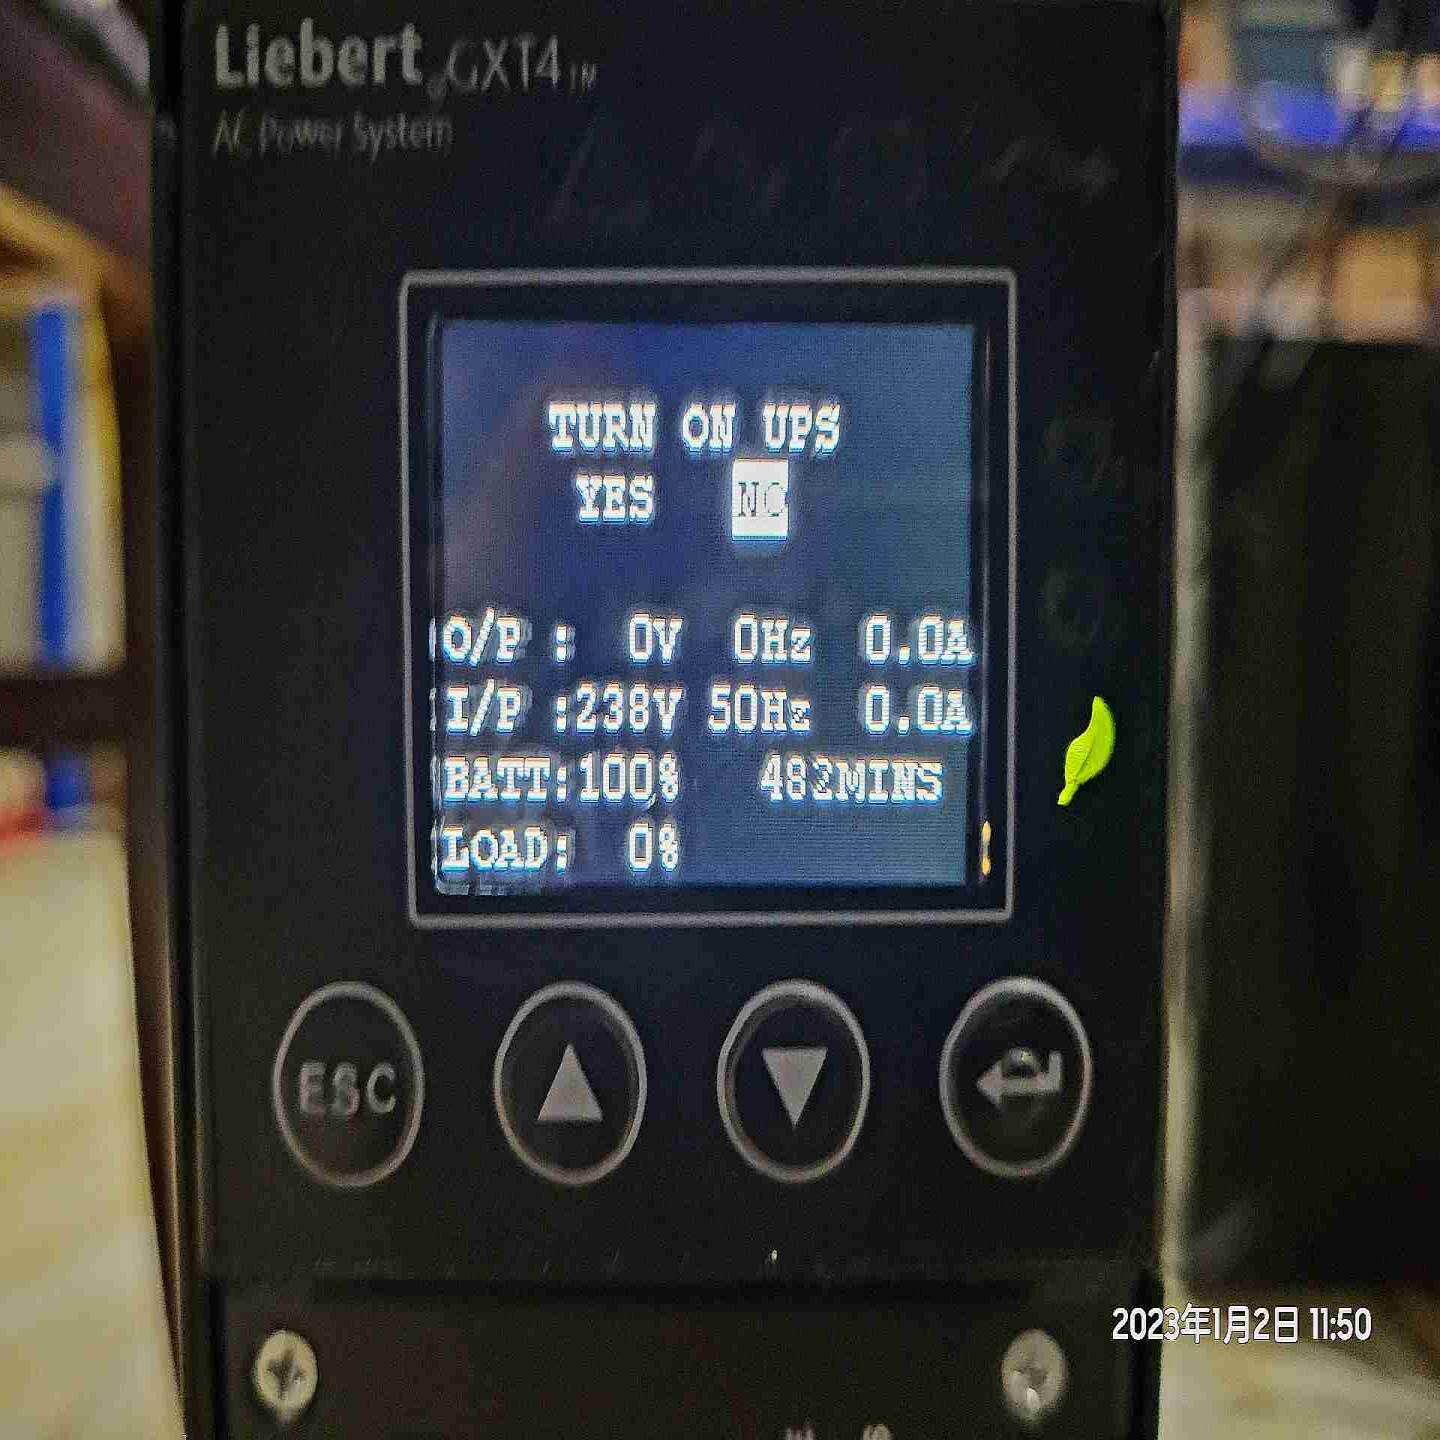 Liebert GXT4
AC Power System
TURN ON UPS
YES NO
O/P : 0V 0Hz 0.0A
I/P :238V 50Hz 0.0A
BATT:100% 482MINS
LOAD: 0%
ESC
2023年1月2日 11:50